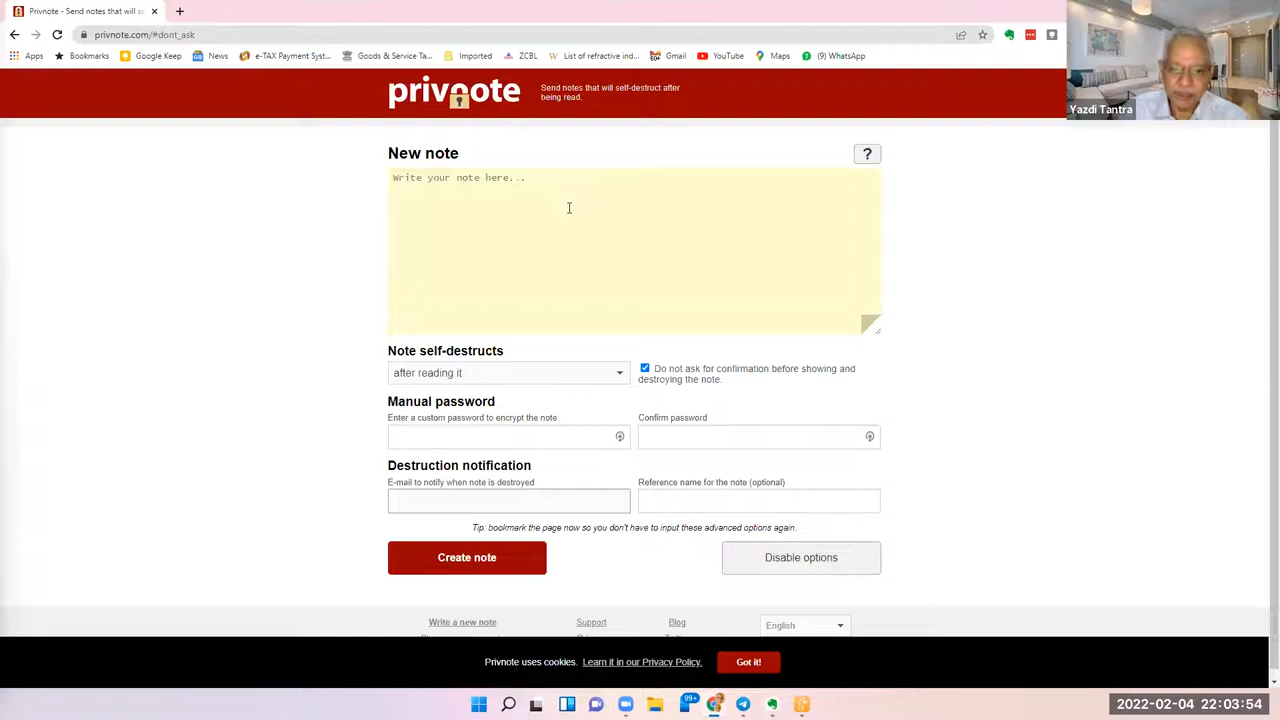 Privnote - Send notes that will se
privnote.com/#dont_ask
Apps Bookmarks Google Keep News e-TAX Payment Syst... Goods & Service Ta... Imported ZCBL List of refractive ind... Gmail YouTube Maps (9) WhatsApp
privnote
Send notes that will self-destruct after
being read.
Yazdi Tantra
New note
?
Write your note here...
Note self-destructs
after reading it
Do not ask for confirmation before showing and
destroying the note.
Manual password
Enter a custom password to encrypt the note
Confirm password
Destruction notification
E-mail to notify when note is destroyed
Reference name for the note (optional)
Tip: bookmark the page now so you don't have to input these advanced options again.
Create note
Disable options
Write a new note
Support
Blog
English
Privnote uses cookies. Learn it in our Privacy Policy.
Got it!
99+
2022-02-04 22:03:54